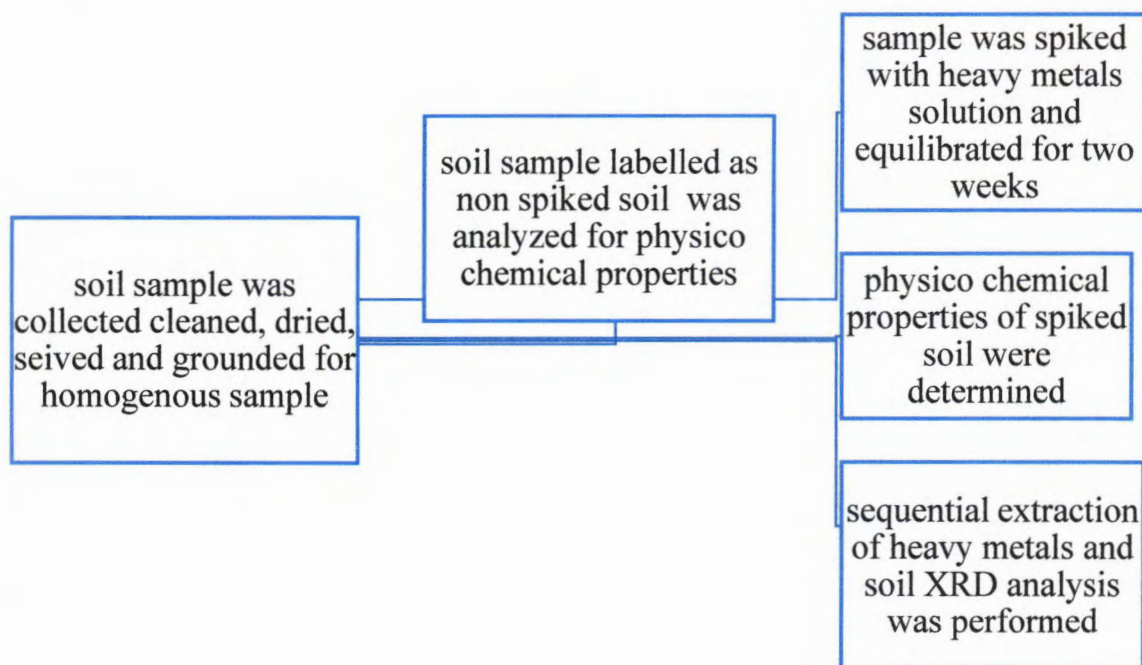 soil sample was
collected cleaned, dried,
seived and grounded for
homogenous sample
soil sample labelled as
non spiked soil was
analyzed for physico
chemical properties
sample was spiked
with heavy metals
solution and
equilibrated for two
weeks
physico chemical
properties of spiked
soil were
determined
sequential extraction
of heavy metals and
soil XRD analysis
was performed